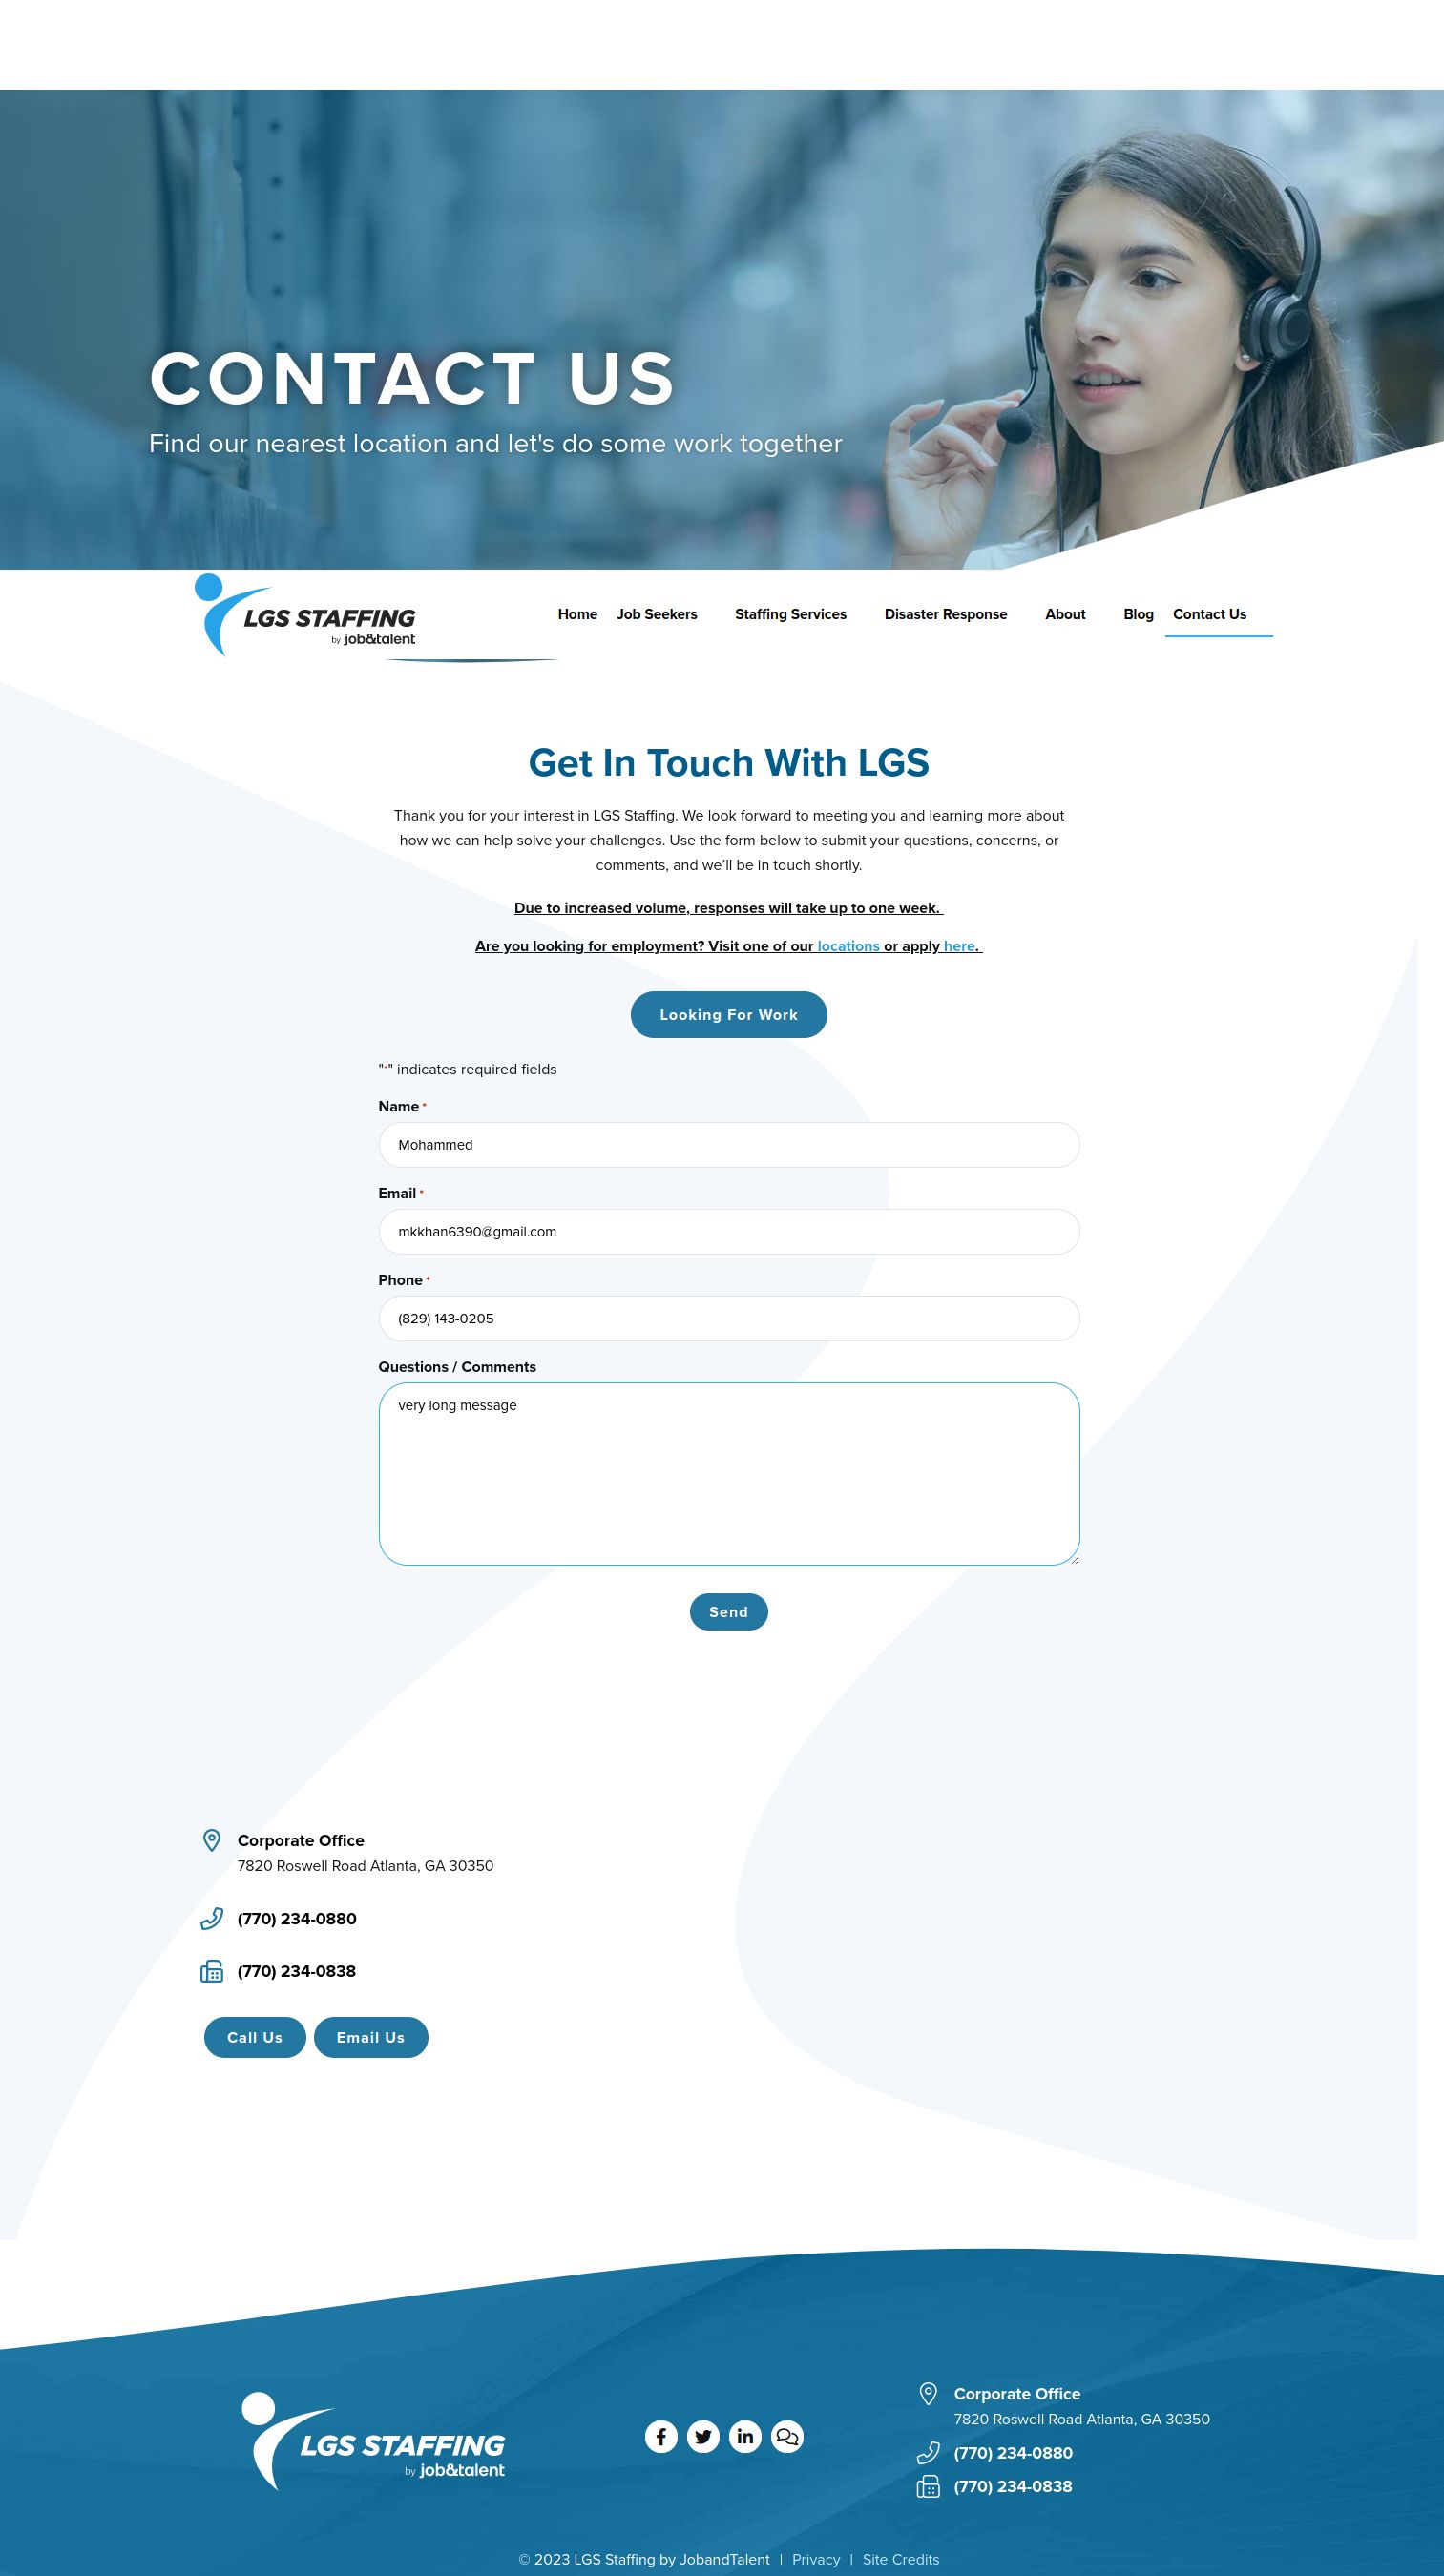 CONTACT US
Find our nearest location and let's do some work together
LGS STAFFING
by job&talent
Home Job Seekers Staffing Services Disaster Response About Blog Contact Us
Get In Touch With LGS
Thank you for your interest in LGS Staffing. We look forward to meeting you and learning more about
how we can help solve your challenges. Use the form below to submit your questions, concerns, or
comments, and we’ll be in touch shortly.
Due to increased volume, responses will take up to one week.
Are you looking for employment? Visit one of our locations or apply here.
Looking For Work
"*" indicates required fields
Name *
Mohammed
Email *
mkkhan6390@gmail.com
Phone *
(829) 143-0205
Questions / Comments
very long message
Send
Corporate Office
7820 Roswell Road Atlanta, GA 30350
(770) 234-0880
(770) 234-0838
Call Us Email Us
LGS STAFFING
by job&talent
Corporate Office
7820 Roswell Road Atlanta, GA 30350
(770) 234-0880
(770) 234-0838
© 2023 LGS Staffing by JobandTalent | Privacy | Site Credits